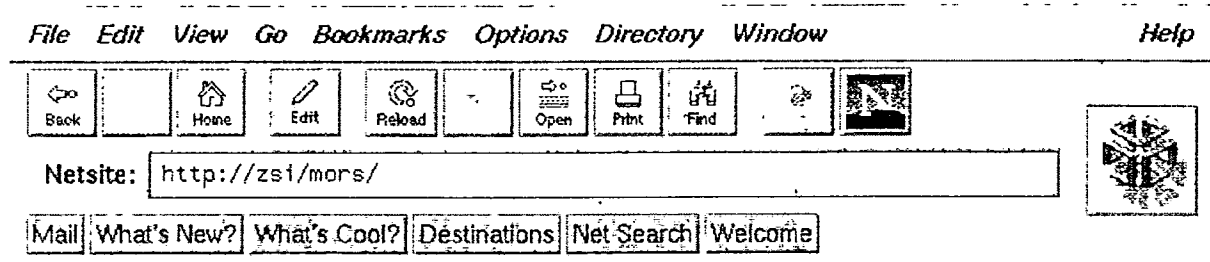 File Edit View Go Bookmarks Options Directory Window Help
Back Home Edit Reload Open Print Find N
Netsite: http://zsi/mors/
Mail What's New? What's Cool? Destinations Net Search Welcome